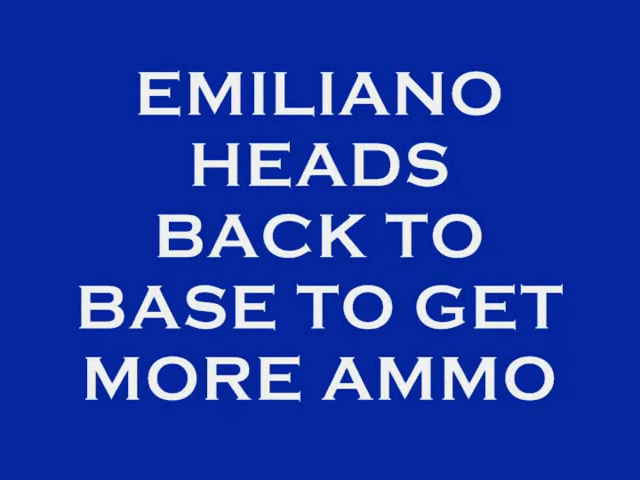 EMILIANO
HEADS
BACK TO
BASE TO GET
MORE AMMO